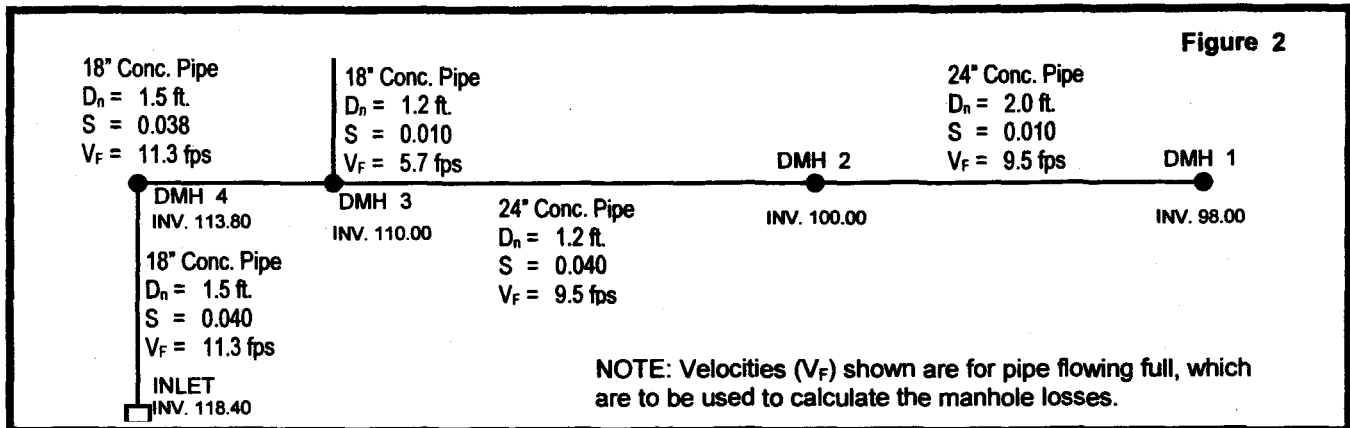 Figure 2
18" Conc. Pipe
Dn = 1.5 ft.
S = 0.038
VF = 11.3 fps
18" Conc. Pipe
Dn = 1.2 ft.
S = 0.010
VF = 5.7 fps
24" Conc. Pipe
Dn = 2.0 ft.
S = 0.010
VF = 9.5 fps
DMH 4
INV. 113.80
DMH 3
INV. 110.00
DMH 2
INV. 100.00
DMH 1
INV. 98.00
24" Conc. Pipe
Dn = 1.2 ft.
S = 0.040
VF = 9.5 fps
18" Conc. Pipe
Dn = 1.5 ft.
S = 0.040
VF = 11.3 fps
INLET
INV. 118.40
NOTE: Velocities (VF) shown are for pipe flowing full, which
are to be used to calculate the manhole losses.